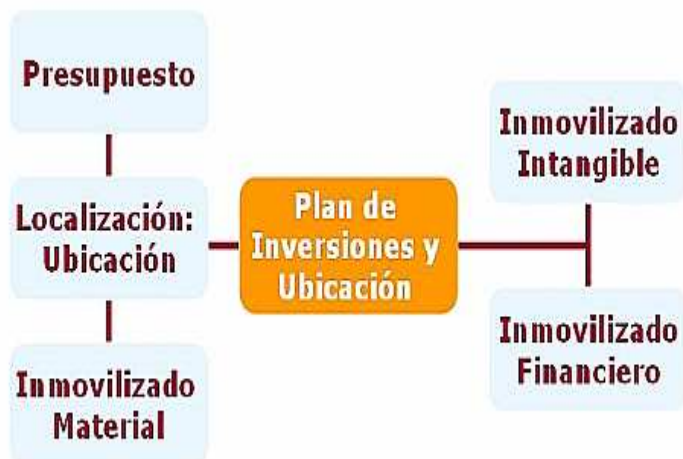 Presupuesto
Localización:
Ubicación
Inmovilizado
Material
Plan de
Inversiones y
Ubicación
Inmovilizado
Intangible
Inmovilizado
Financiero